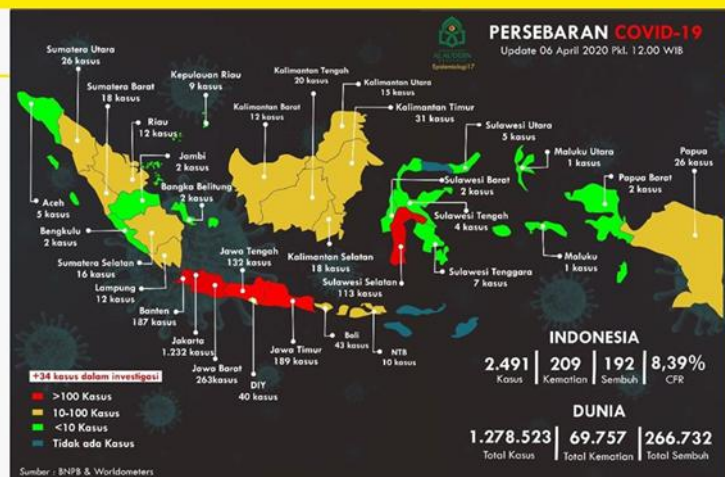 PERSEBARAN COVID-19
Update 06 April 2020 Pkl. 12.00 WIB
Epidemiologi17
Sumatera Utara
26 kasus
Sumatera Barat
18 kasus
Riau
12 kasus
Kepulauan Riau
9 kasus
Jambi
2 kasus
Bangka Belitung
2 kasus
Aceh
5 kasus
Bengkulu
2 kasus
Sumatera Selatan
16 kasus
Lampung
12 kasus
Kalimantan Tengah
20 kasus
Kalimantan Utara
15 kasus
Kalimantan Barat
12 kasus
Kalimantan Timur
31 kasus
Kalimantan Selatan
18 kasus
Sulawesi Utara
5 kasus
Sulawesi Barat
2 kasus
Sulawesi Tengah
4 kasus
Sulawesi Tenggara
7 kasus
Sulawesi Selatan
113 kasus
Maluku Utara
1 kasus
Papua Barat
2 kasus
Papua
26 kasus
Maluku
1 kasus
Banten
187 kasus
Jakarta
1.232 kasus
Jawa Barat
263kasus
Jawa Tengah
132 kasus
DIY
40 kasus
Jawa Timur
189 kasus
Bali
43 kasus
NTB
10 kasus
+34 kasus dalam investigasi
>100 Kasus
10-100 Kasus
<10 Kasus
Tidak ada Kasus
INDONESIA
2.491 209 192 8,39%
Kasus Kematian Sembuh CFR
DUNIA
1.278.523 69.757 266.732
Total Kasus Total Kematian Total Sembuh
Sumber : BNPB & Worldometers